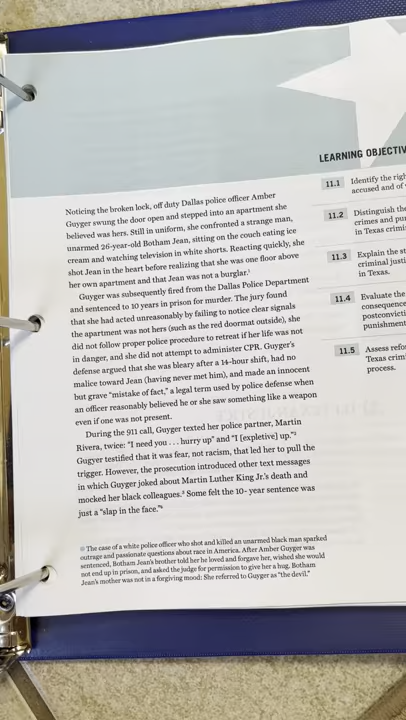 Noticing the broken lock, off duty Dallas police officer Amber
Guyger swung the door open and stepped into an apartment she
believed was hers. Still in uniform, she confronted a strange man,
unarmed 26-year-old Botham Jean, sitting on the couch eating ice
cream and watching television in white shorts. Reacting quickly, she
shot Jean in the heart before realizing that she was one floor above
her own apartment and that Jean was not a burglar.¹
Guyger was subsequently fired from the Dallas Police Department
and sentenced to 10 years in prison for murder. The jury found
that she had acted unreasonably by failing to notice clear signals
the apartment was not hers (such as the red doormat outside), she
did not follow proper police procedure to retreat if her life was not
in danger, and she did not attempt to administer CPR. Guyger's
defense argued that she was bleary after a 14-hour shift, had no
malice toward Jean (having never met him), and made an innocent
but grave "mistake of fact," a legal term used by police defense when
an officer reasonably believed he or she saw something like a weapon
even if one was not present.
During the 911 call, Guyger texted her police partner, Martin
Rivera, twice: "I need you . . . hurry up" and "I [expletive] up."²
Gugyer testified that it was fear, not racism, that led her to pull the
trigger. However, the prosecution introduced other text messages
in which Guyger joked about Martin Luther King Jr.'s death and
mocked her black colleagues.³ Some felt the 10- year sentence was
just a "slap in the face."⁴
The case of a white police officer who shot and killed an unarmed black man sparked
outrage and passionate questions about race in America. After Amber Guyger was
sentenced, Botham Jean's brother told her he loved and forgave her, wished she would
not end up in prison, and asked the judge for permission to give her a hug. Botham
Jean's mother was not in a forgiving mood: She referred to Guyger as "the devil."
LEARNING OBJECTIV
11.1 Identify the righ
accused and of
11.2 Distinguish the
crimes and pu
in Texas crimi
11.3 Explain the st
criminal justi
in Texas.
11.4 Evaluate the
consequence
postconvicti
punishment
11.5 Assess refo
Texas crim
process.